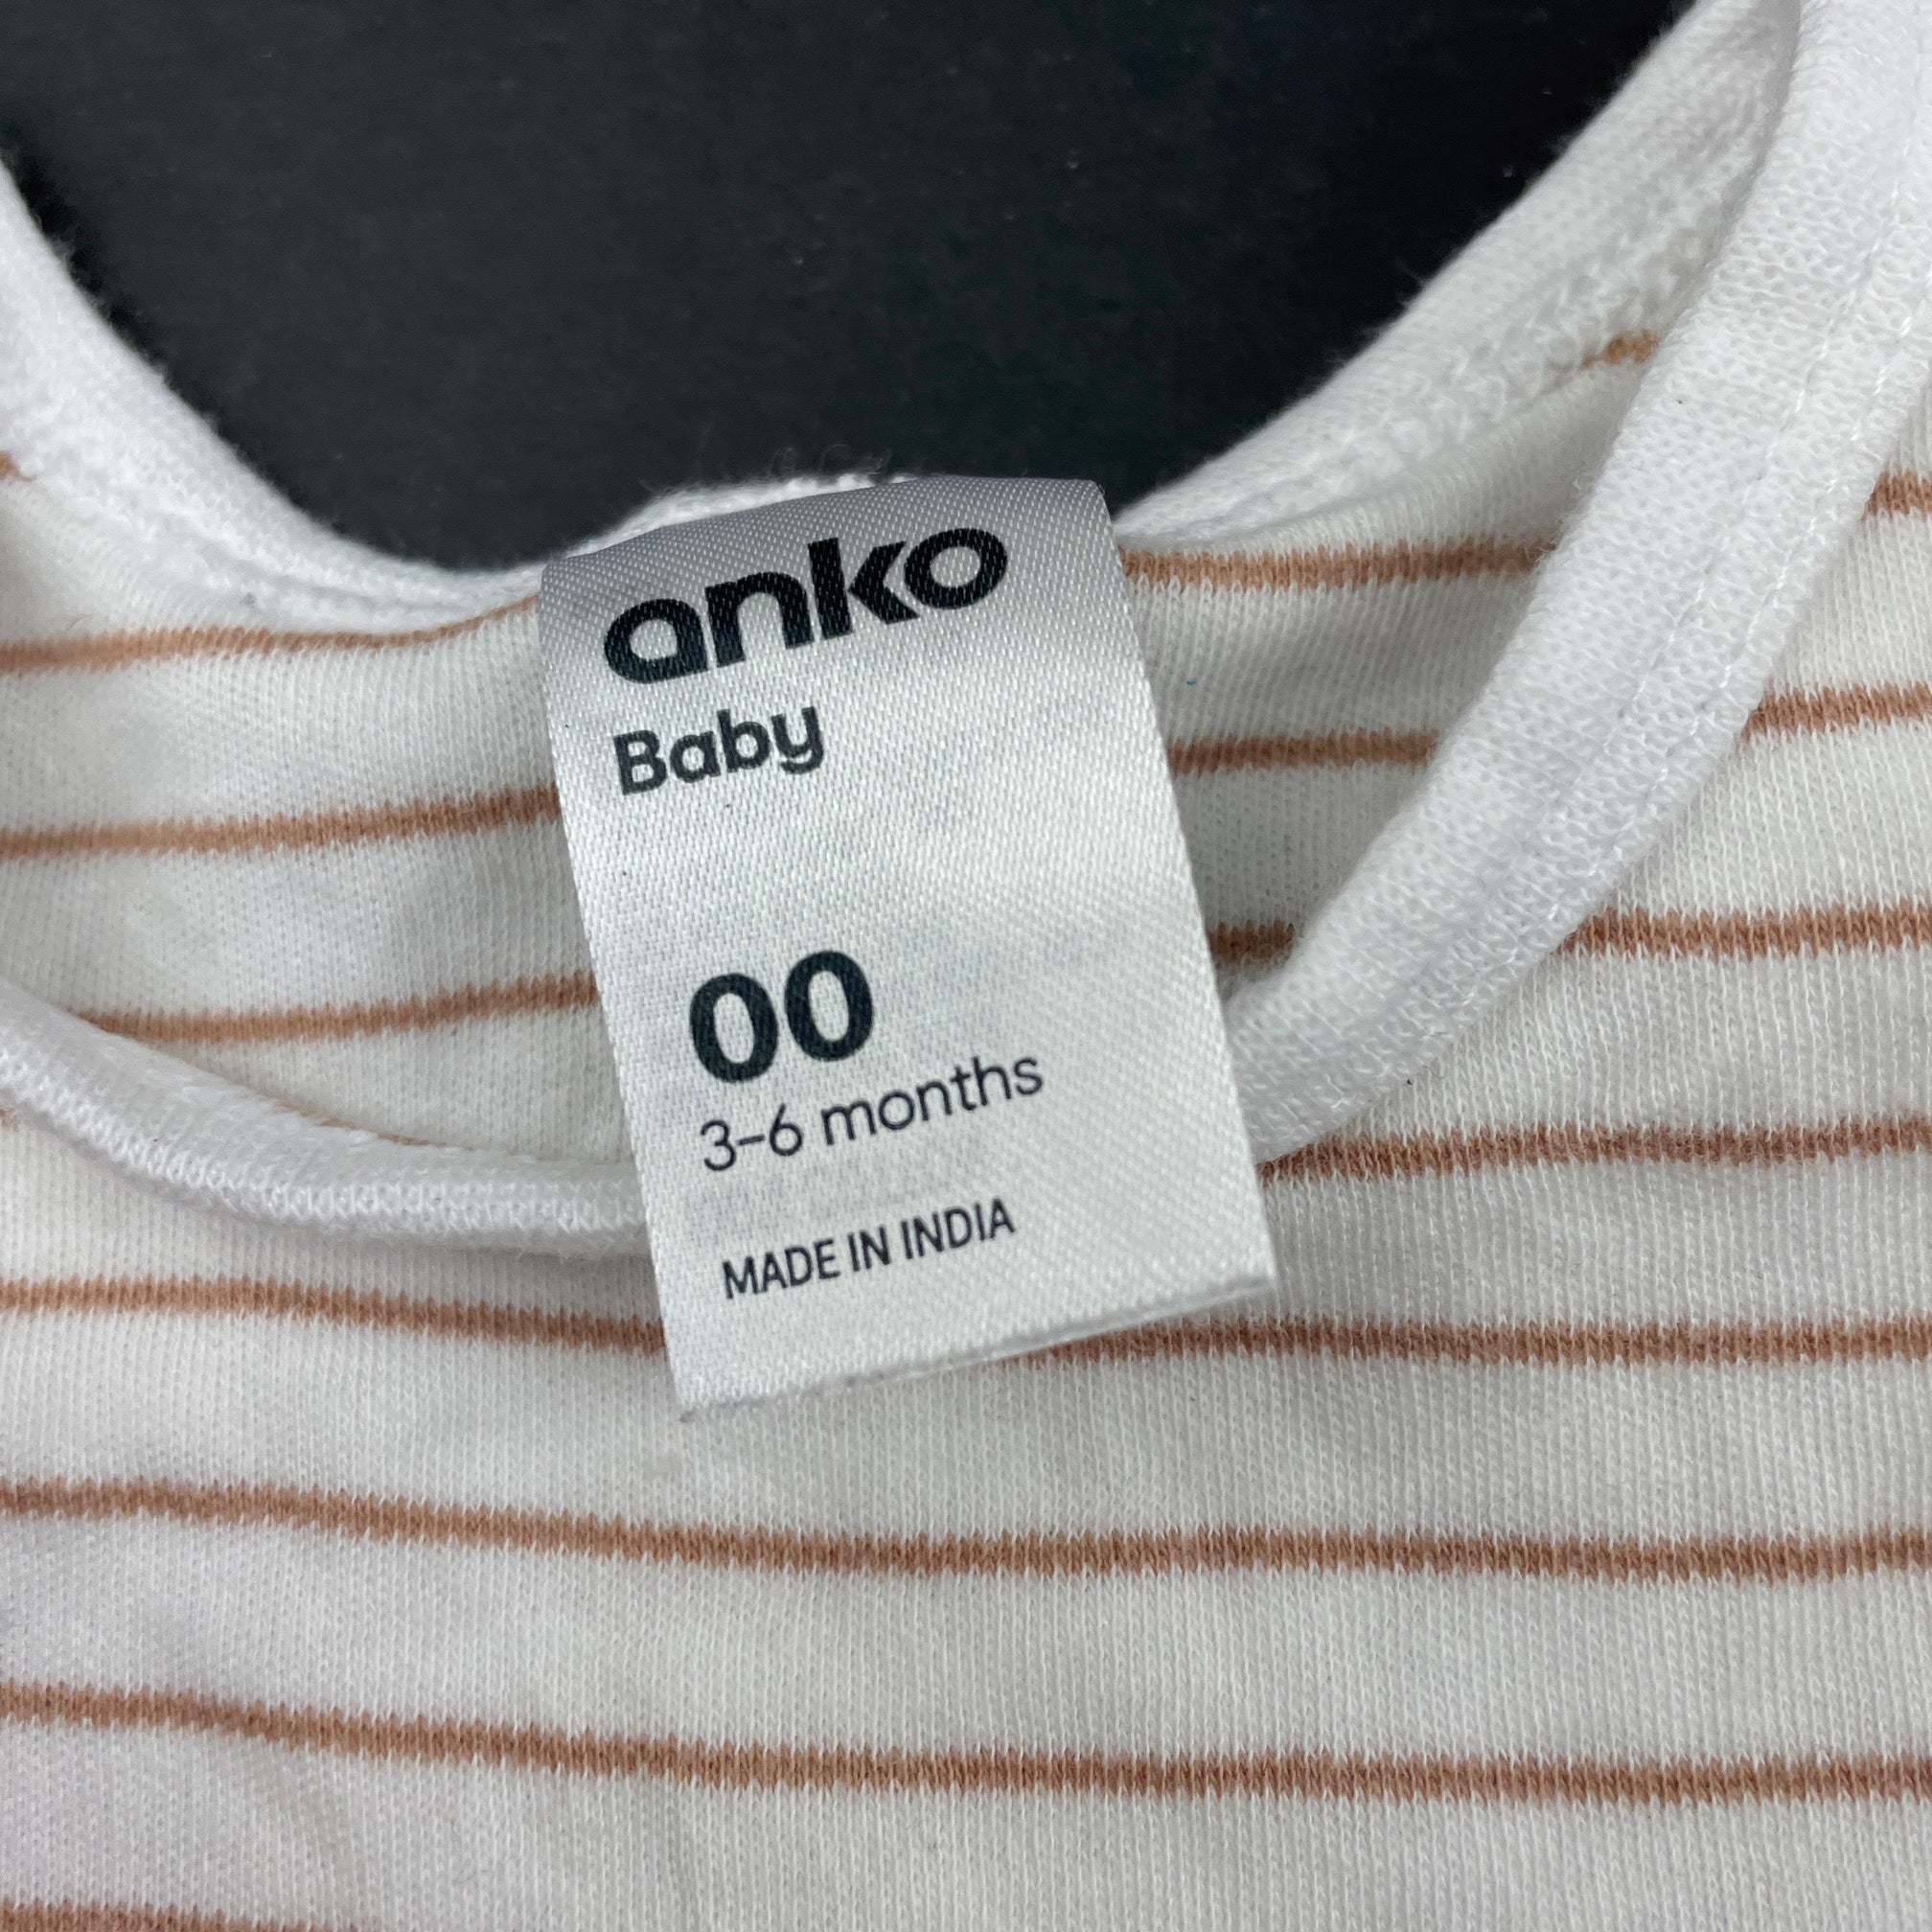 anko
Baby
00
3-6 months
MADE IN INDIA